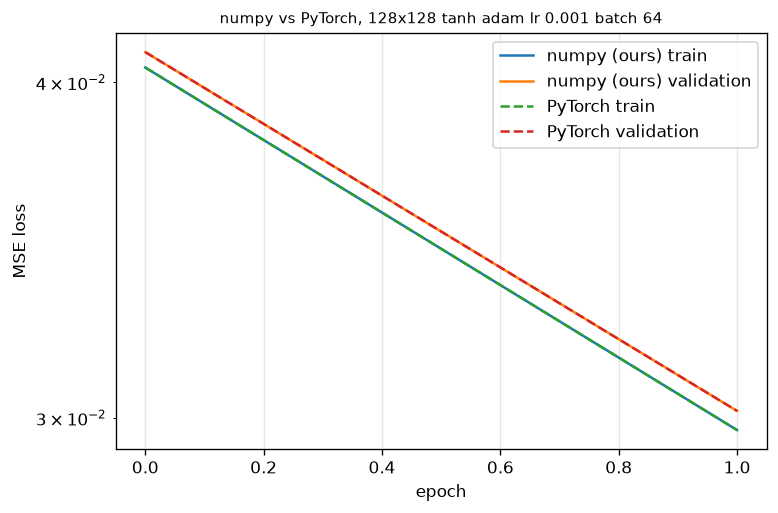 numpy vs PyTorch, 128x128 tanh adam lr 0.001 batch 64
numpy (ours) train
numpy (ours) validation
PyTorch train
PyTorch validation
4 × 10⁻²
3 × 10⁻²
MSE loss
0.0 0.2 0.4 0.6 0.8 1.0
epoch